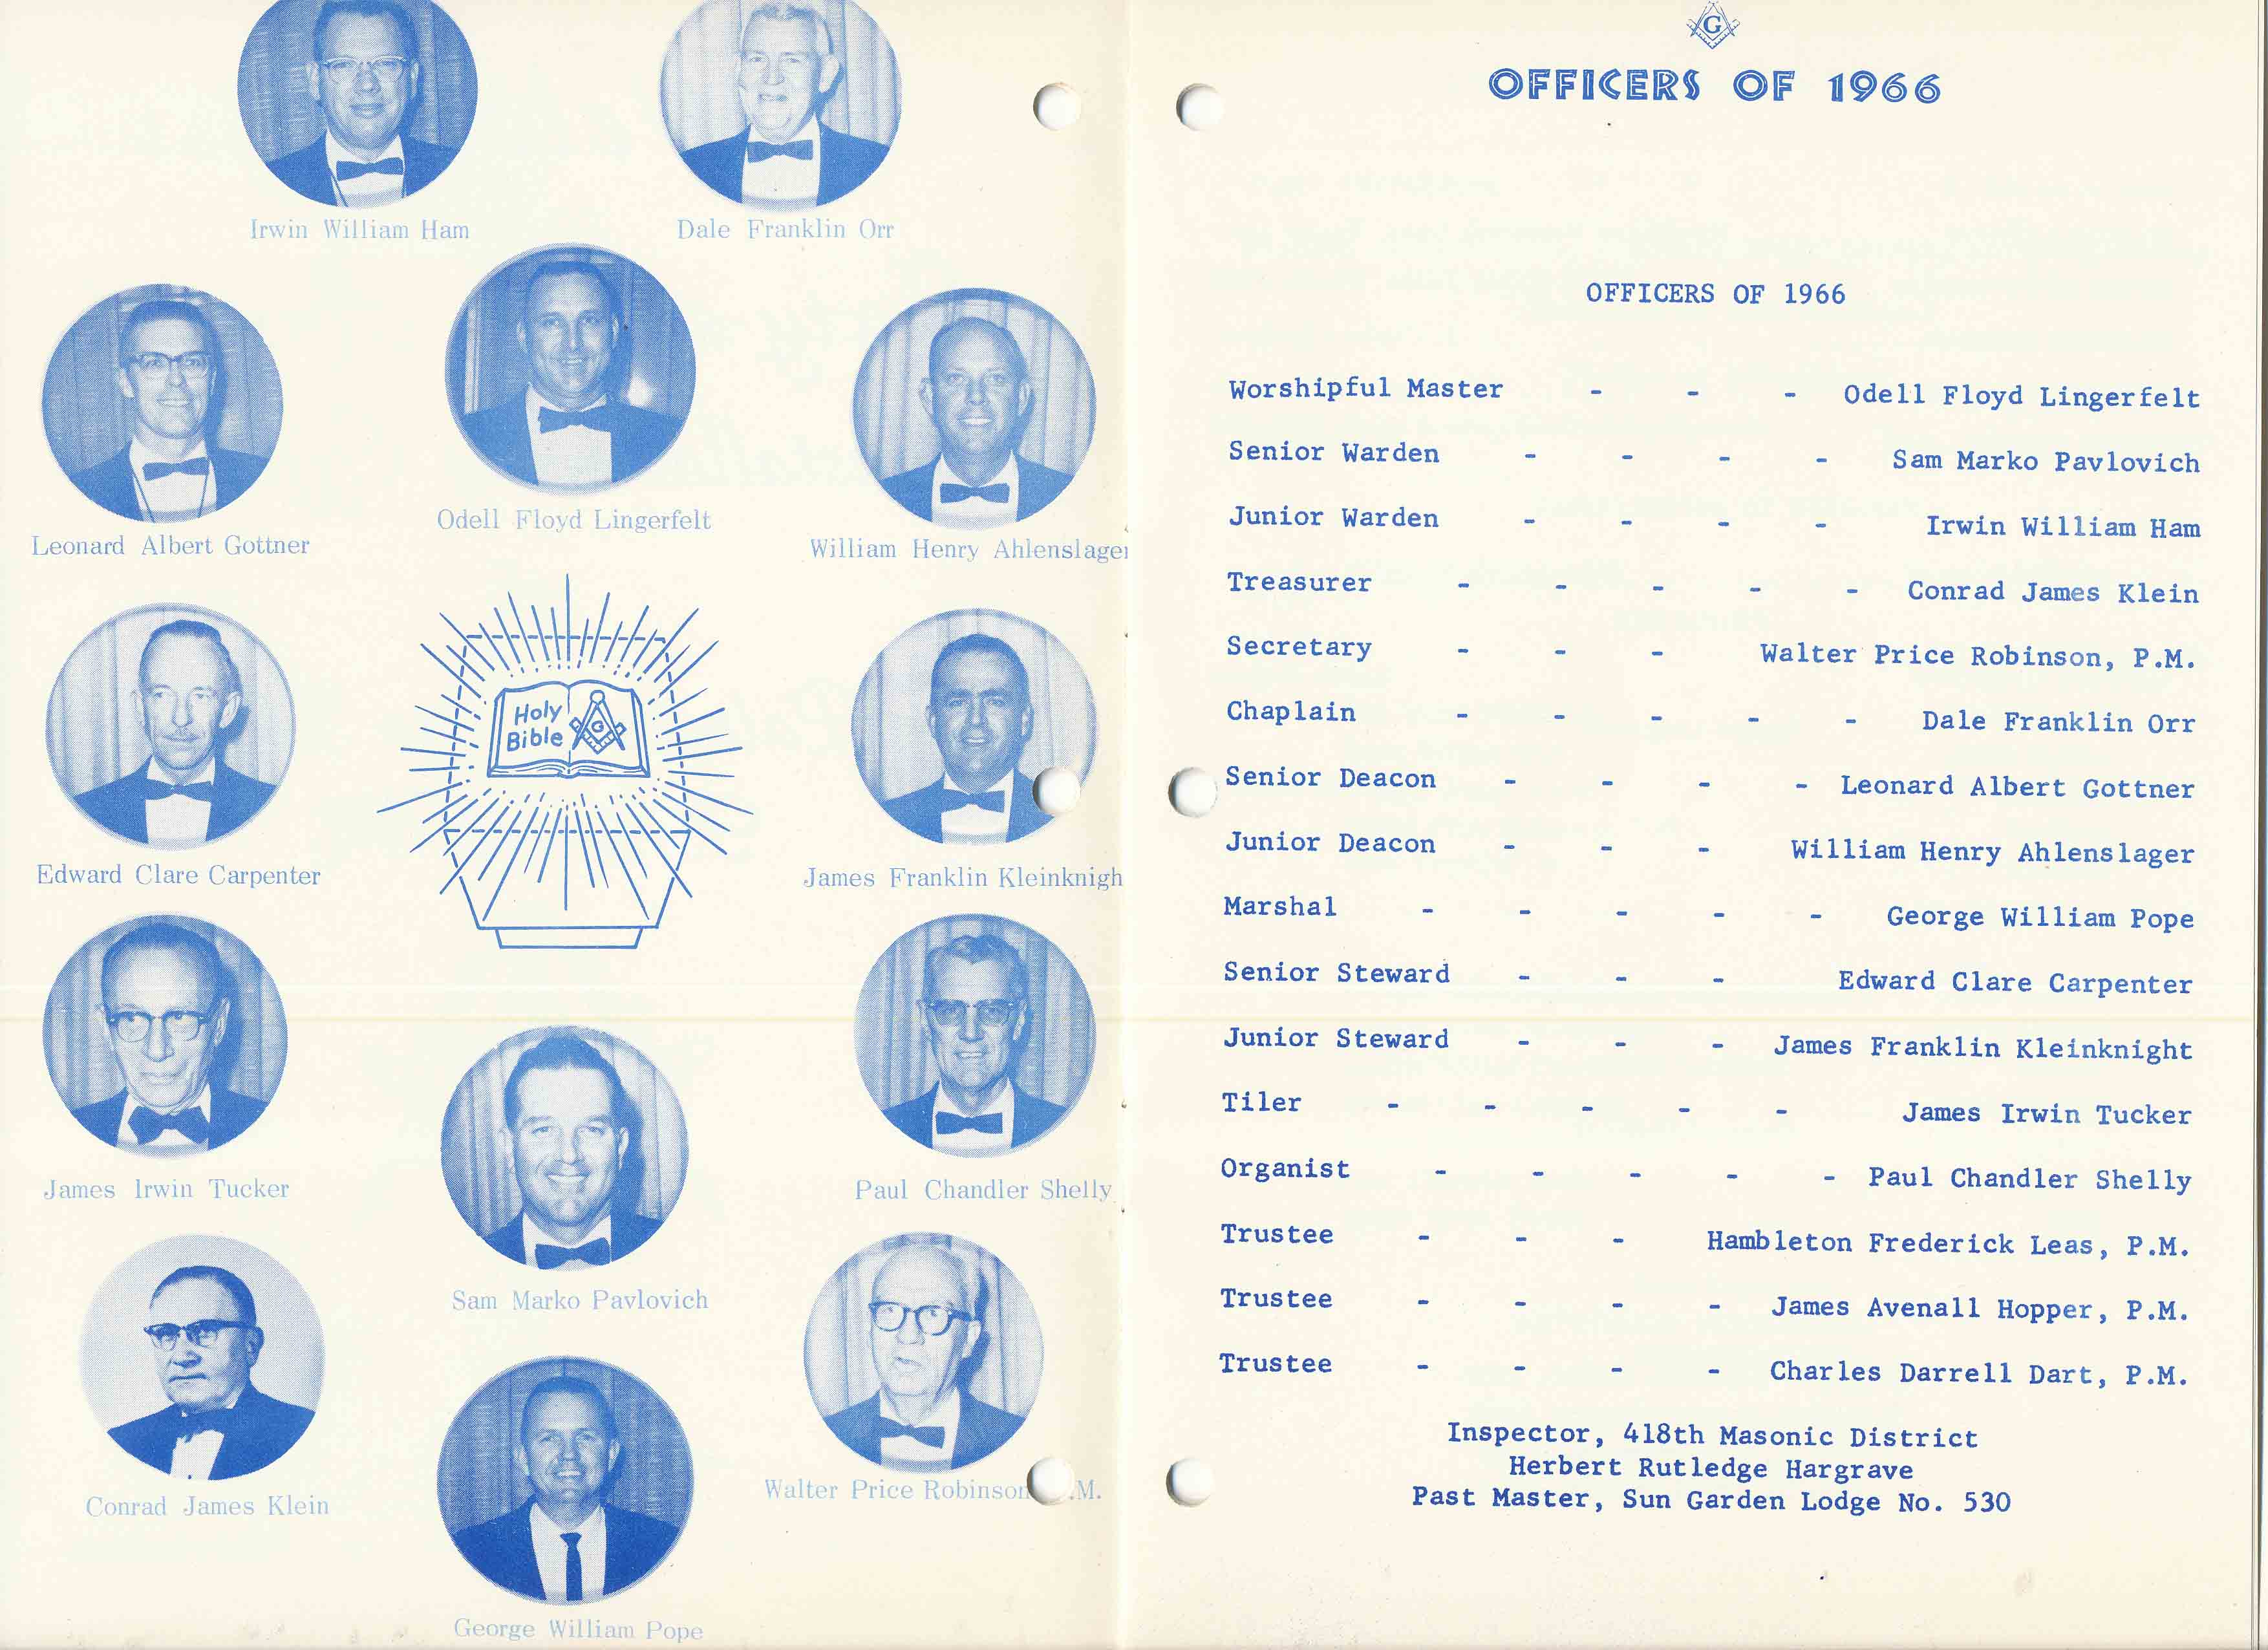 Irwin William Ham
Dale Franklin Orr
Leonard Albert Gottner
Odell Floyd Lingerfelt
William Henry Ahlenslager
Holy
Bible
G
Edward Clare Carpenter
James Franklin Kleinknigh
James Irwin Tucker
Paul Chandler Shelly
Sam Marko Pavlovich
Conrad James Klein
Walter Price Robinson .M.
George William Pope
G
OFFICERS OF 1966
OFFICERS OF 1966
Worshipful Master - - - Odell Floyd Lingerfelt
Senior Warden - - - - Sam Marko Pavlovich
Junior Warden - - - - Irwin William Ham
Treasurer - - - - - Conrad James Klein
Secretary - - - Walter Price Robinson, P.M.
Chaplain - - - - - Dale Franklin Orr
Senior Deacon - - - - Leonard Albert Gottner
Junior Deacon - - - William Henry Ahlenslager
Marshal - - - - - George William Pope
Senior Steward - - - Edward Clare Carpenter
Junior Steward - - - James Franklin Kleinknight
Tiler - - - - - James Irwin Tucker
Organist - - - - - Paul Chandler Shelly
Trustee - - - Hambleton Frederick Leas, P.M.
Trustee - - - - James Avenall Hopper, P.M.
Trustee - - - - Charles Darrell Dart, P.M.
Inspector, 418th Masonic District
Herbert Rutledge Hargrave
Past Master, Sun Garden Lodge No. 530